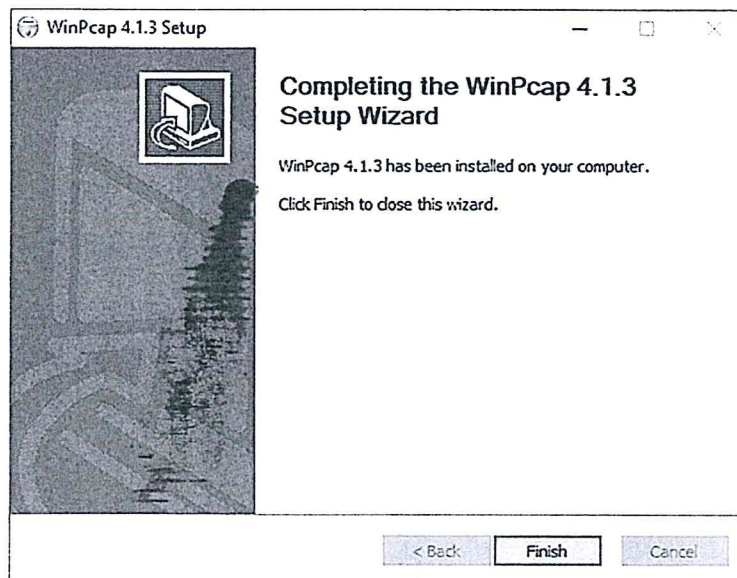 WinPcap 4.1.3 Setup
Completing the WinPcap 4.1.3
Setup Wizard
WinPcap 4.1.3 has been installed on your computer.
Click Finish to close this wizard.
< Back
Finish
Cancel